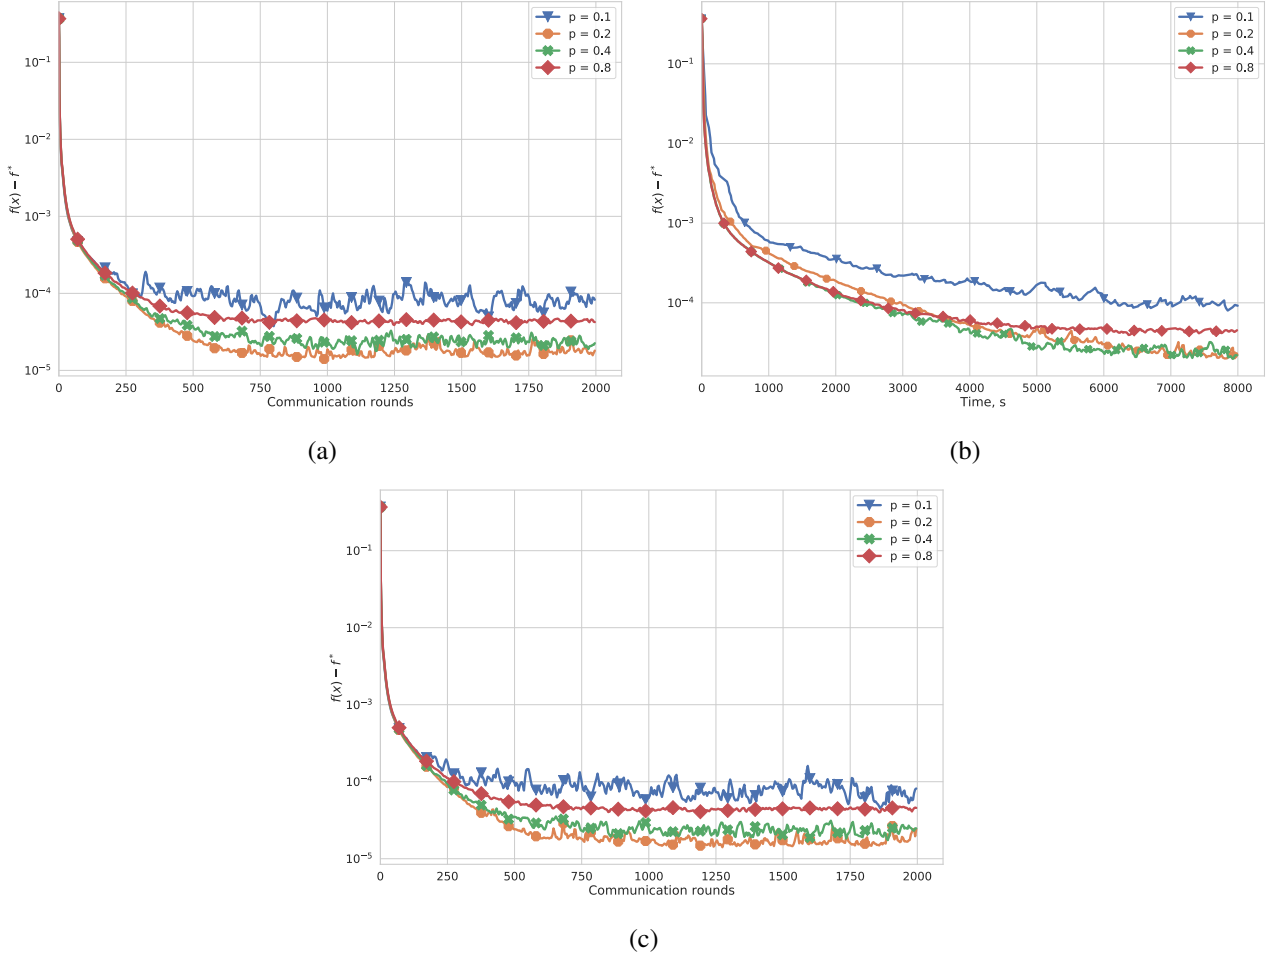 p = 0.1
p = 0.2
p = 0.4
p = 0.8
10⁻¹
10⁻²
10⁻³
10⁻⁴
10⁻⁵
f(x) − f*
0 250 500 750 1000 1250 1500 1750 2000
Communication rounds
(a)
p = 0.1
p = 0.2
p = 0.4
p = 0.8
10⁻¹
10⁻²
10⁻³
10⁻⁴
f(x) − f*
0 1000 2000 3000 4000 5000 6000 7000 8000
Time, s
(b)
p = 0.1
p = 0.2
p = 0.4
p = 0.8
10⁻¹
10⁻²
10⁻³
10⁻⁴
10⁻⁵
f(x) − f*
0 250 500 750 1000 1250 1500 1750 2000
Communication rounds
(c)